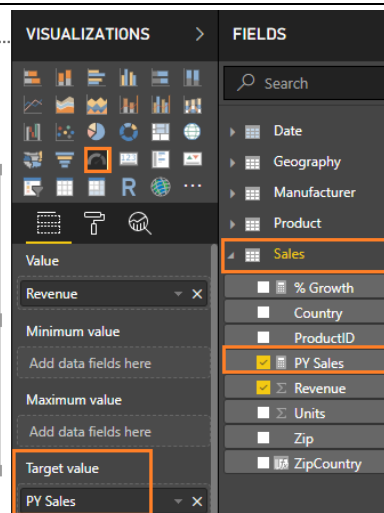 VISUALIZATIONS >
R ...
Value
Revenue
Minimum value
Add data fields here
Maximum value
Add data fields here
Target value
PY Sales
FIELDS
Search
Date
Geography
Manufacturer
Product
Sales
% Growth
Country
ProductID
PY Sales
Σ Revenue
Σ Units
Zip
ZipCountry